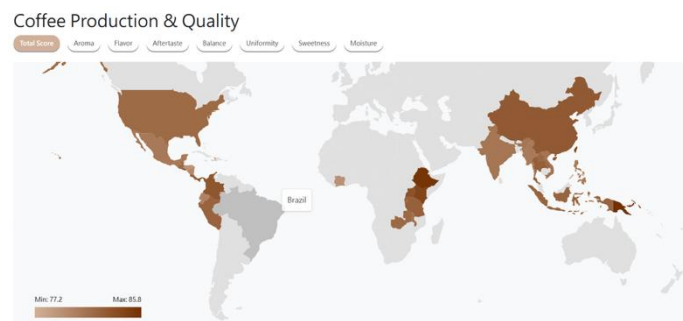 Coffee Production & Quality
Total Score Aroma Flavor Aftertaste Balance Uniformity Sweetness Moisture
Brazil
Min: 77.2 Max: 85.8